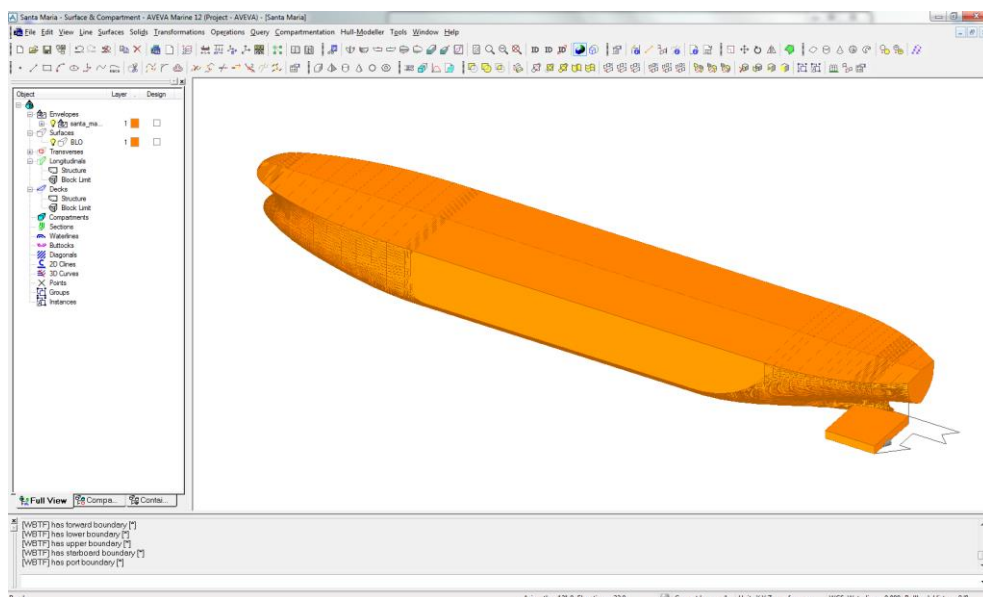 Santa Maria - Surface & Compartment - AVEVA Marine 12 (Project - AVEVA) - [Santa Maria]
File Edit View Line Surfaces Solids Transformations Operations Query Compartmentation Hull-Modeller Tools Window Help
Object Layer Design
Envelopes
santa_ma... 1
Surfaces
BLO 1
Transverses
Longitudinals
Structure
Block Limit
Decks
Structure
Block Limit
Compartments
Sections
Waterlines
Buttocks
Diagonals
2D Clines
3D Curves
Points
Groups
Instances
Full View Compa... Contai...
[WBTF] has forward boundary [*]
[WBTF] has lower boundary [*]
[WBTF] has upper boundary [*]
[WBTF] has starboard boundary [*]
[WBTF] has port boundary [*]